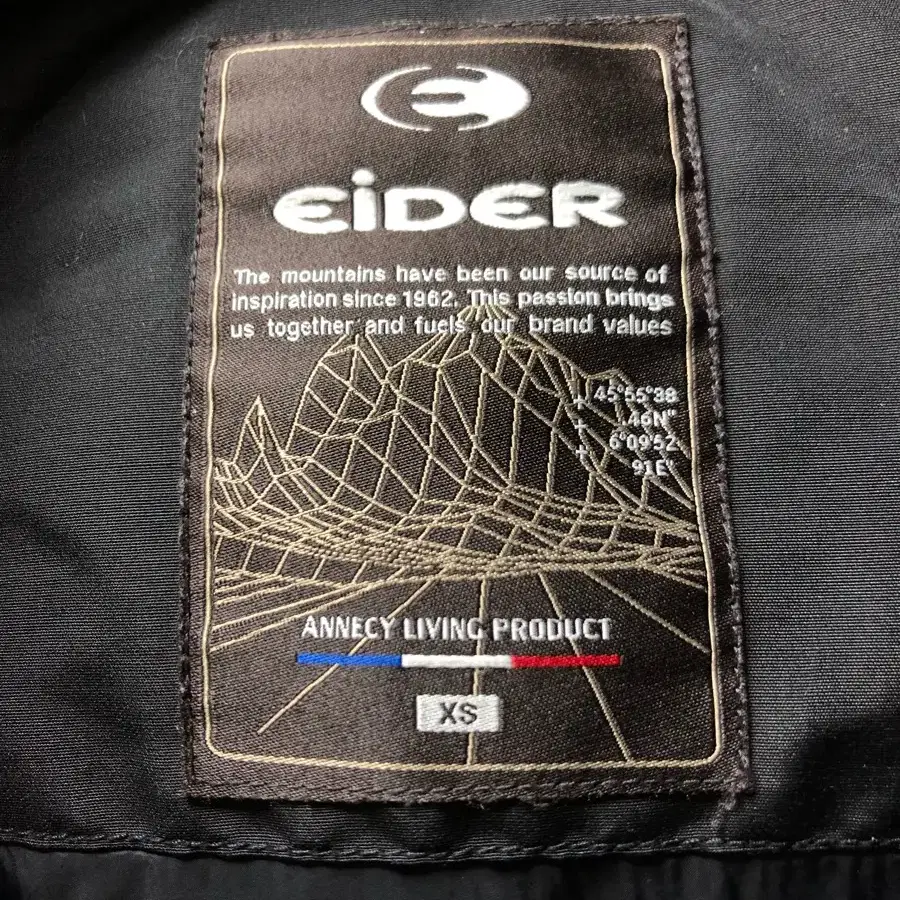 EiDER
The mountains have been our source of
inspiration since 1962. This passion brings
us together and fuels our brand values
45°55°88
46N"
6°09'52
91E"
ANNECY LIVING PRODUCT
XS